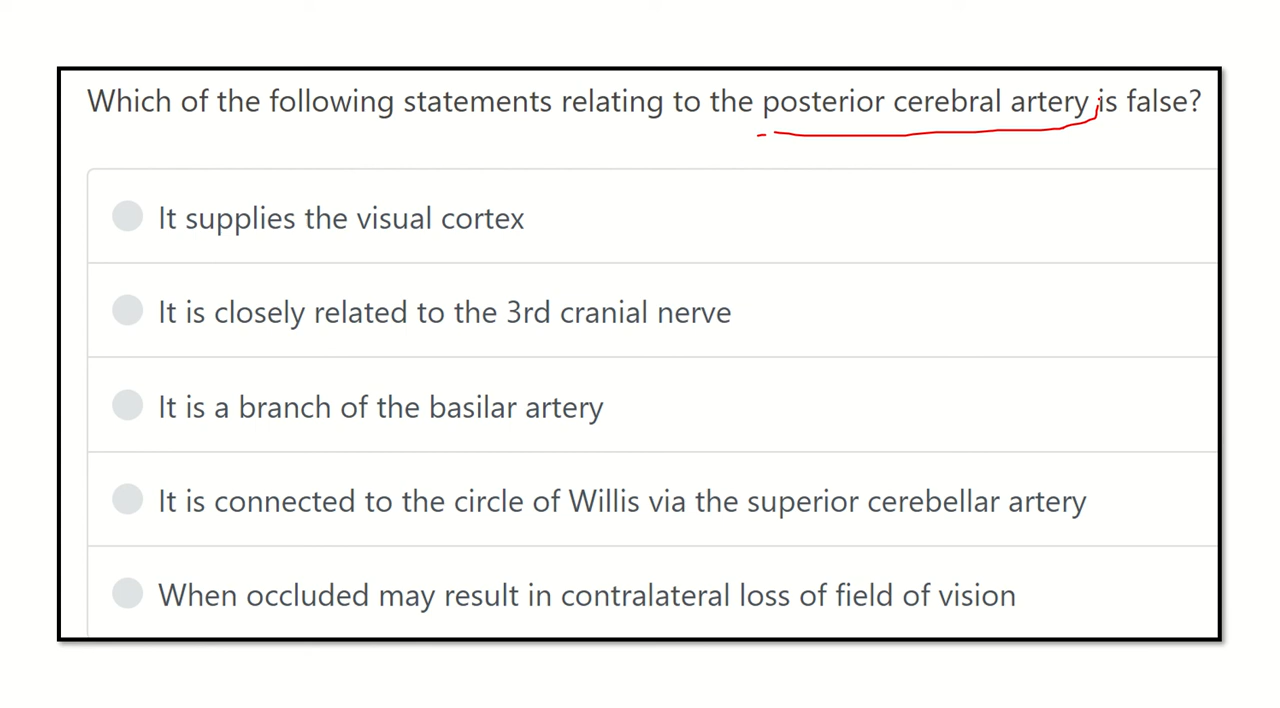 Which of the following statements relating to the posterior cerebral artery is false?
It supplies the visual cortex
It is closely related to the 3rd cranial nerve
It is a branch of the basilar artery
It is connected to the circle of Willis via the superior cerebellar artery
When occluded may result in contralateral loss of field of vision